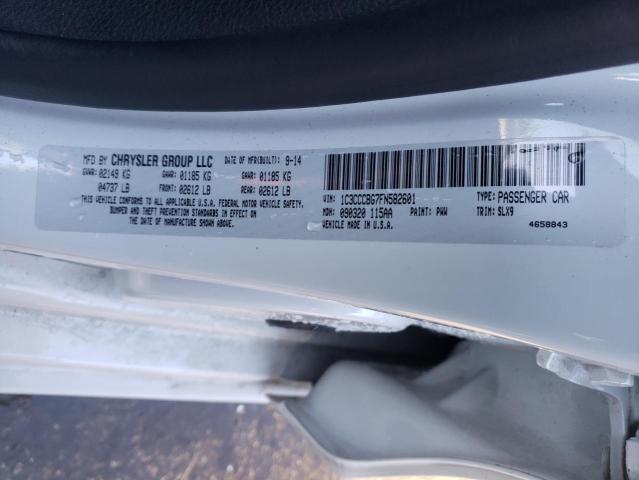 MFD BY CHRYSLER GROUP LLC DATE OF MFR(BUILT): 9-14
GVWR: 02149 KG GAWR: 01185 KG GAWR: 01185 KG
04737 LB FRONT: 02612 LB REAR: 02612 LB
THIS VEHICLE CONFORMS TO ALL APPLICABLE U.S.A. FEDERAL MOTOR VEHICLE SAFETY,
BUMPER AND THEFT PREVENTION STANDARDS IN EFFECT ON
THE DATE OF MANUFACTURE SHOWN ABOVE.
VIN: 1C3CCCBG7FN582601 TYPE: PASSENGER CAR
MDH: 090320 115AA PAINT: PWW TRIM: SLX9
VEHICLE MADE IN U.S.A. 4658843